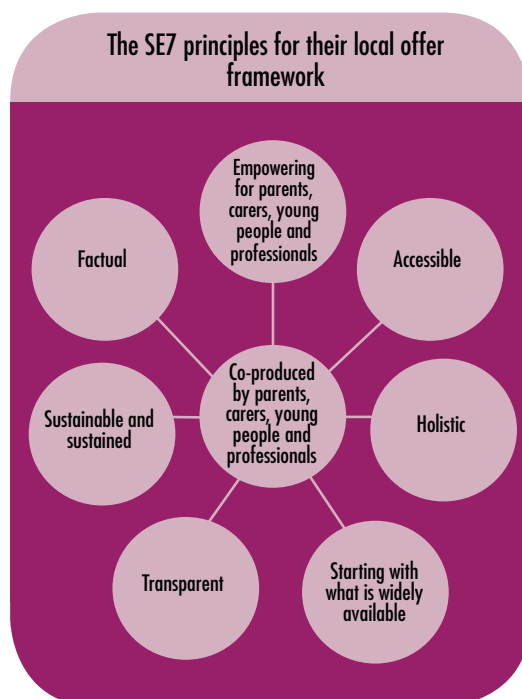 The SE7 principles for their local offer
framework
Empowering
for parents,
carers, young
people and
professionals
Factual
Accessible
Co-produced
by parents,
carers, young
people and
professionals
Sustainable and
sustained
Holistic
Transparent
Starting with
what is widely
available